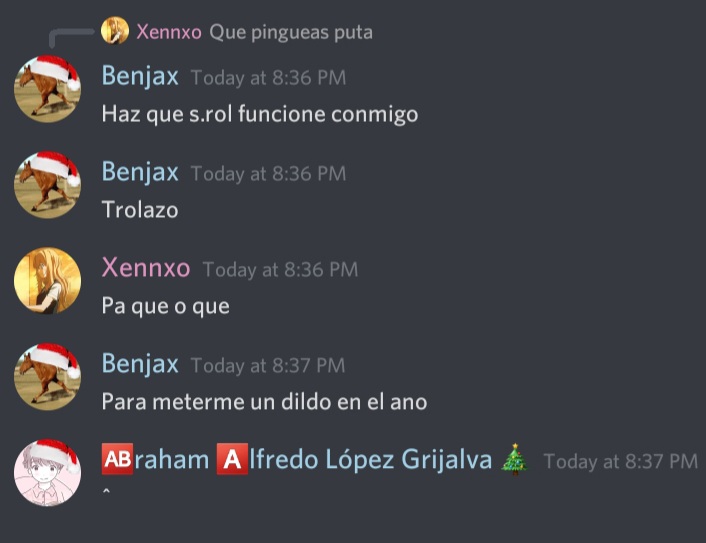 Xennxo Que pingueas puta
Benjax Today at 8:36 PM
Haz que s.rol funcione conmigo
Benjax Today at 8:36 PM
Trolazo
Xennxo Today at 8:36 PM
Pa que o que
Benjax Today at 8:37 PM
Para meterme un dildo en el ano
🆎raham 🅰lfredo López Grijalva 🎄 Today at 8:37 PM
^